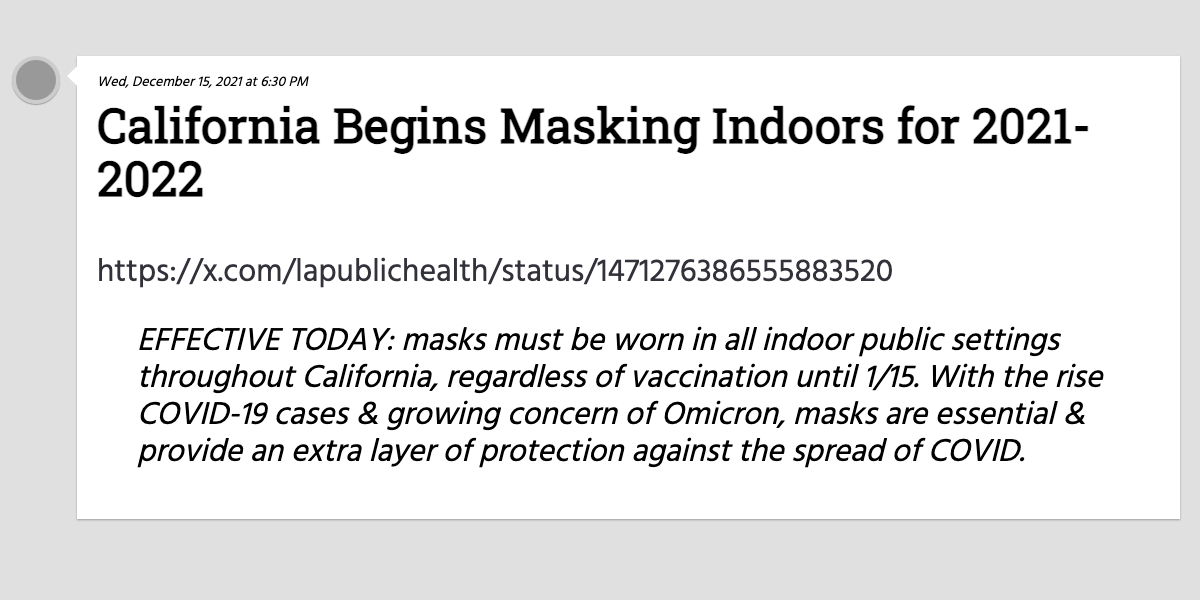 Wed, December 15, 2021 at 6:30 PM
California Begins Masking Indoors for 2021-
2022
https://x.com/lapublichealth/status/1471276386555883520
EFFECTIVE TODAY: masks must be worn in all indoor public settings
throughout California, regardless of vaccination until 1/15. With the rise
COVID-19 cases & growing concern of Omicron, masks are essential &
provide an extra layer of protection against the spread of COVID.